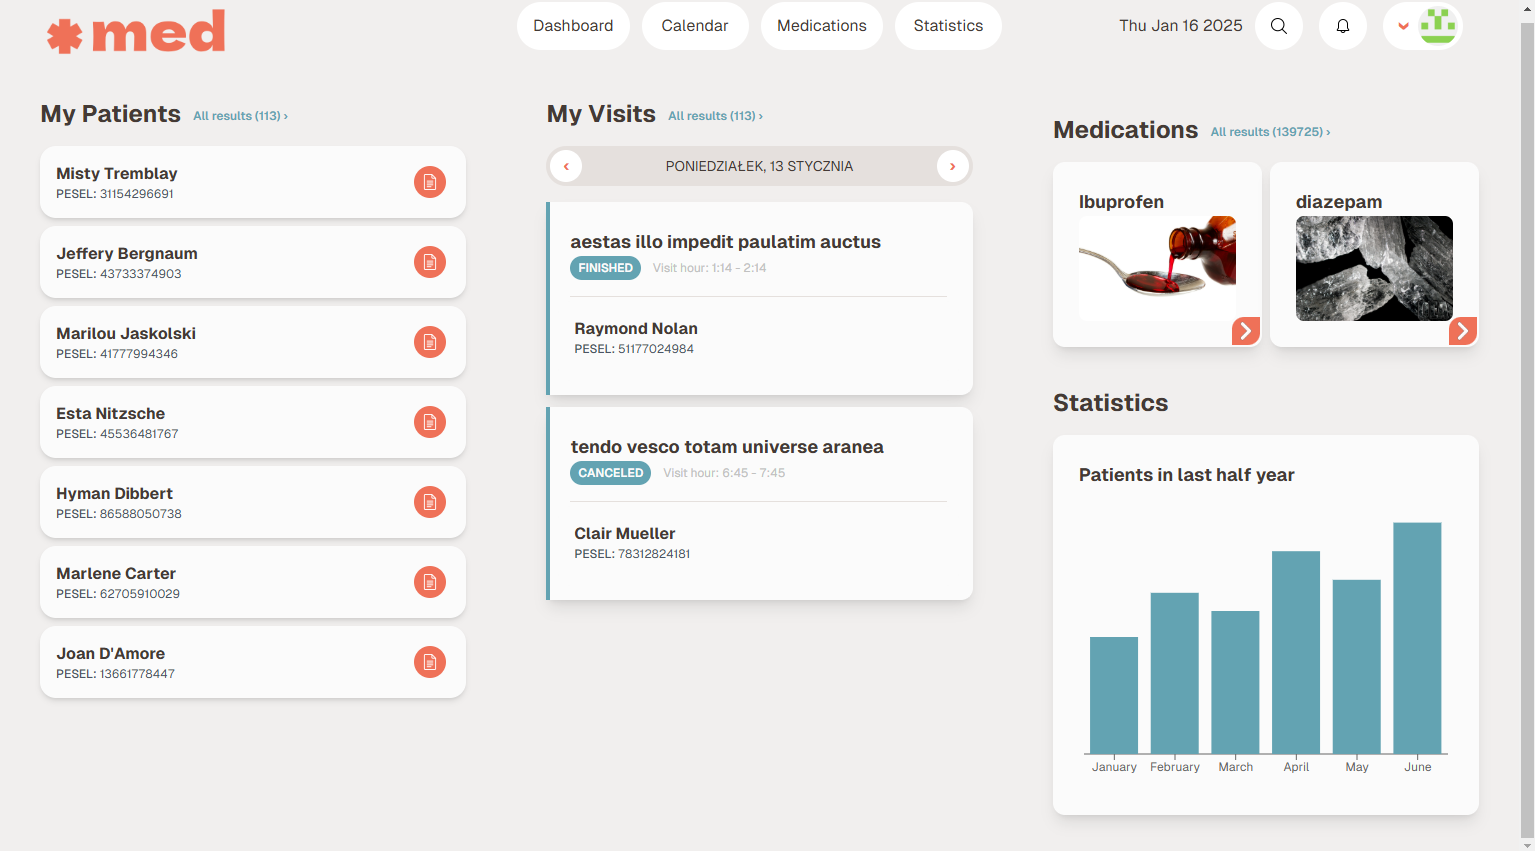 med
Dashboard
Calendar
Medications
Statistics
Thu Jan 16 2025
My Patients
All results (113) ›
Misty Tremblay
PESEL: 31154296691
Jeffery Bergnaum
PESEL: 43733374903
Marilou Jaskolski
PESEL: 41777994346
Esta Nitzsche
PESEL: 45536481767
Hyman Dibbert
PESEL: 86588050738
Marlene Carter
PESEL: 62705910029
Joan D'Amore
PESEL: 13661778447
My Visits
All results (113) ›
PONIEDZIAŁEK, 13 STYCZNIA
aestas illo impedit paulatim auctus
FINISHED
Visit hour: 1:14 - 2:14
Raymond Nolan
PESEL: 51177024984
tendo vesco totam universe aranea
CANCELED
Visit hour: 6:45 - 7:45
Clair Mueller
PESEL: 78312824181
Medications
All results (139725) ›
Ibuprofen
diazepam
Statistics
Patients in last half year
January
February
March
April
May
June